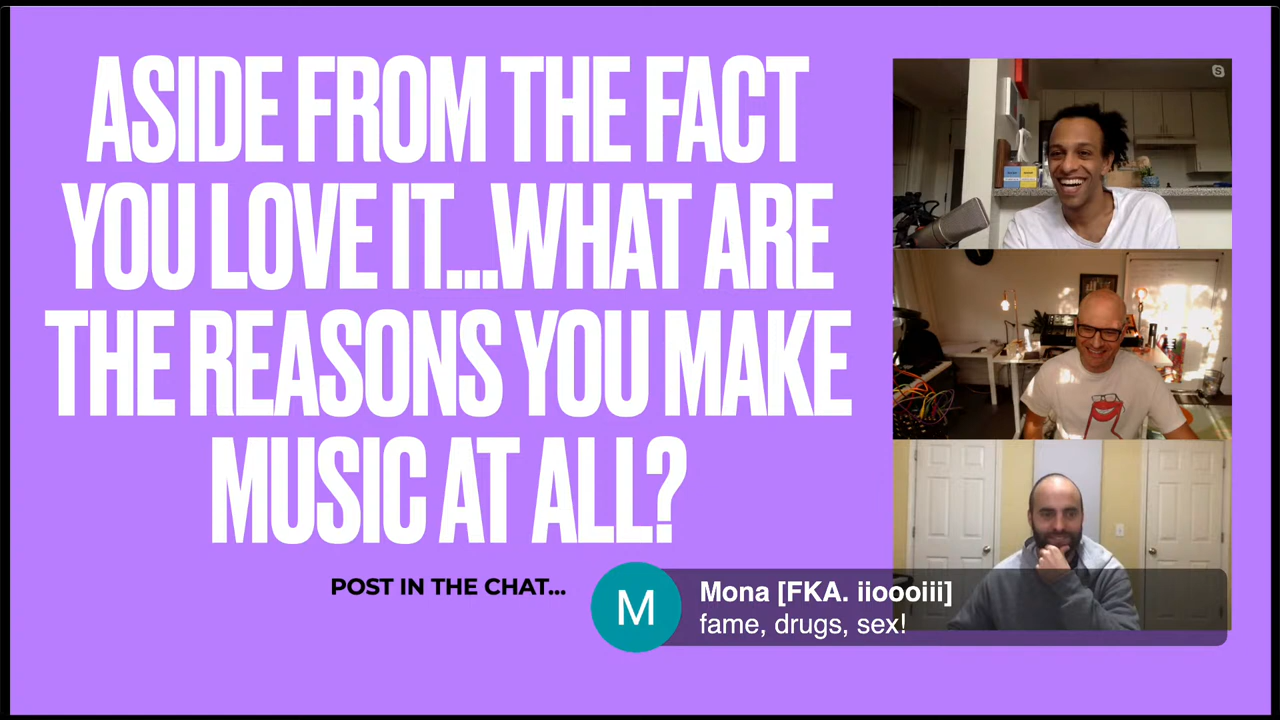 ASIDE FROM THE FACT
YOU LOVE IT...WHAT ARE
THE REASONS YOU MAKE
MUSIC AT ALL?
POST IN THE CHAT...
M
Mona [FKA. iioooiii]
fame, drugs, sex!